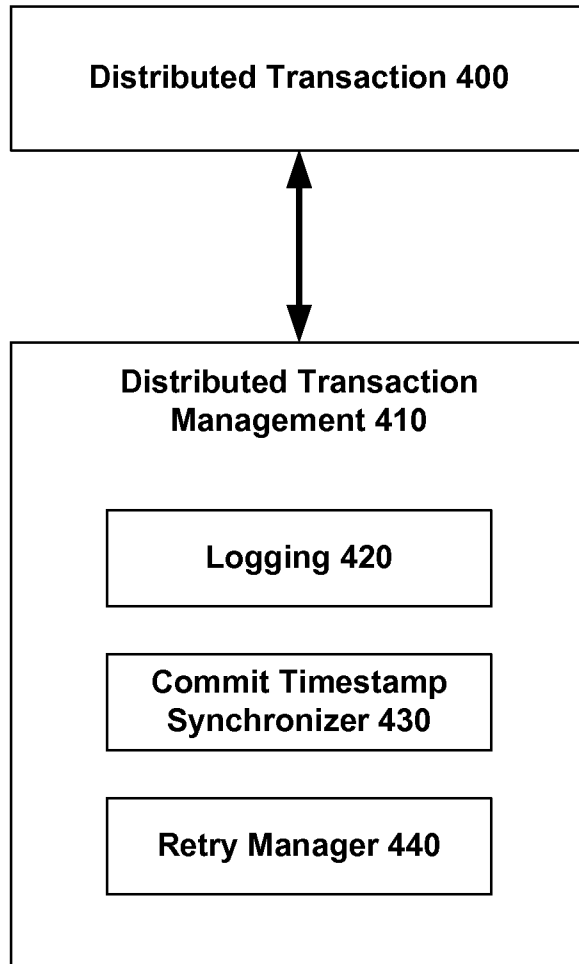 Distributed Transaction 400
Distributed Transaction
Management 410
Logging 420
Commit Timestamp
Synchronizer 430
Retry Manager 440